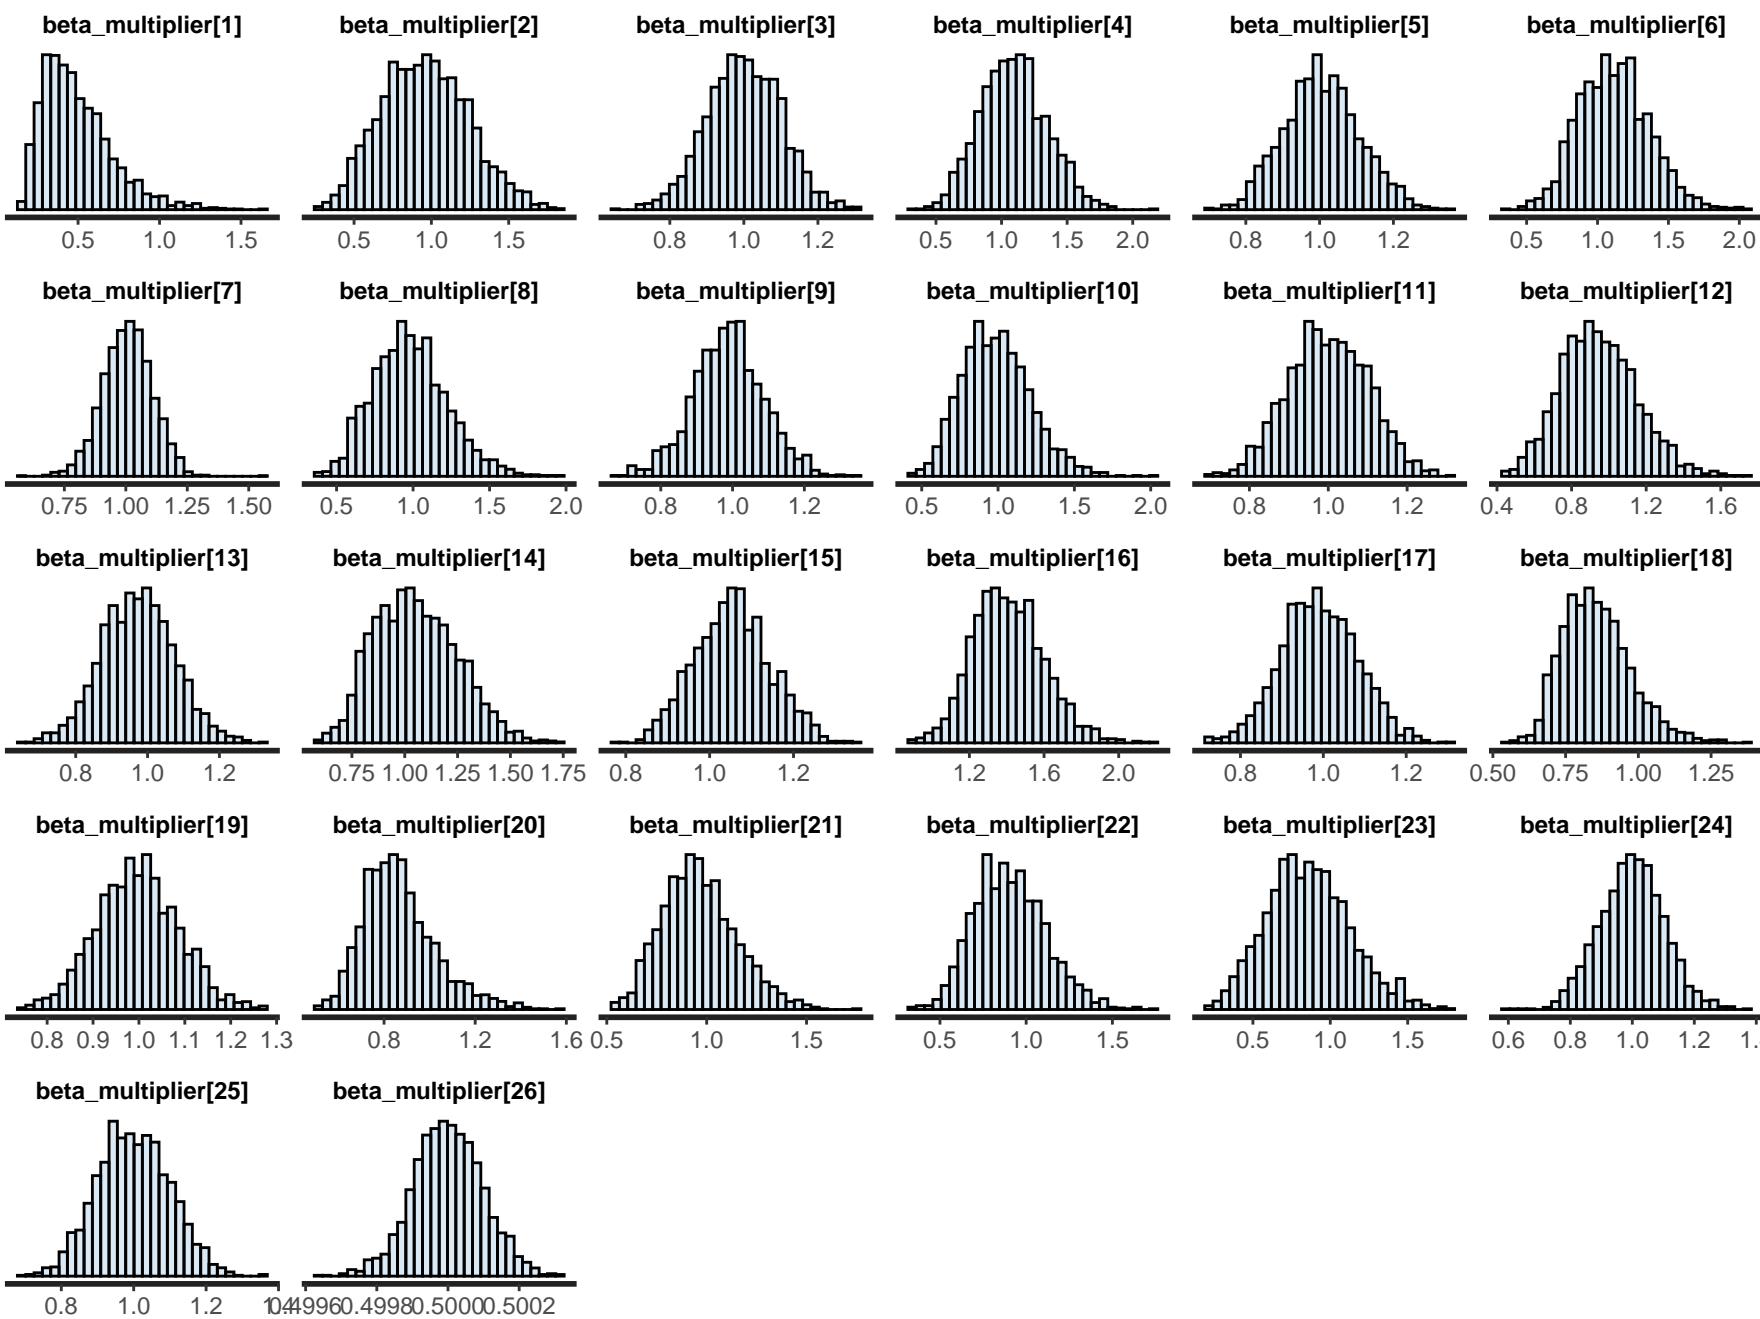 beta_multiplier[1] beta_multiplier[2] beta_multiplier[3] beta_multiplier[4] beta_multiplier[5] beta_multiplier[6]
0.5 1.0 1.5 0.5 1.0 1.5 0.8 1.0 1.2 0.5 1.0 1.5 2.0 0.8 1.0 1.2 0.5 1.0 1.5 2.0
beta_multiplier[7] beta_multiplier[8] beta_multiplier[9] beta_multiplier[10] beta_multiplier[11] beta_multiplier[12]
0.75 1.00 1.25 1.50 0.5 1.0 1.5 2.0 0.8 1.0 1.2 0.5 1.0 1.5 2.0 0.8 1.0 1.2 0.4 0.8 1.2 1.6
beta_multiplier[13] beta_multiplier[14] beta_multiplier[15] beta_multiplier[16] beta_multiplier[17] beta_multiplier[18]
0.8 1.0 1.2 0.75 1.00 1.25 1.50 1.75 0.8 1.0 1.2 1.2 1.6 2.0 0.8 1.0 1.2 0.50 0.75 1.00 1.25
beta_multiplier[19] beta_multiplier[20] beta_multiplier[21] beta_multiplier[22] beta_multiplier[23] beta_multiplier[24]
0.8 0.9 1.0 1.1 1.2 1.3 0.8 1.2 1.6 0.5 1.0 1.5 0.5 1.0 1.5 0.5 1.0 1.5 0.6 0.8 1.0 1.2
beta_multiplier[25] beta_multiplier[26]
0.8 1.0 1.2 1.4 0.4996 0.4998 0.5000 0.5002